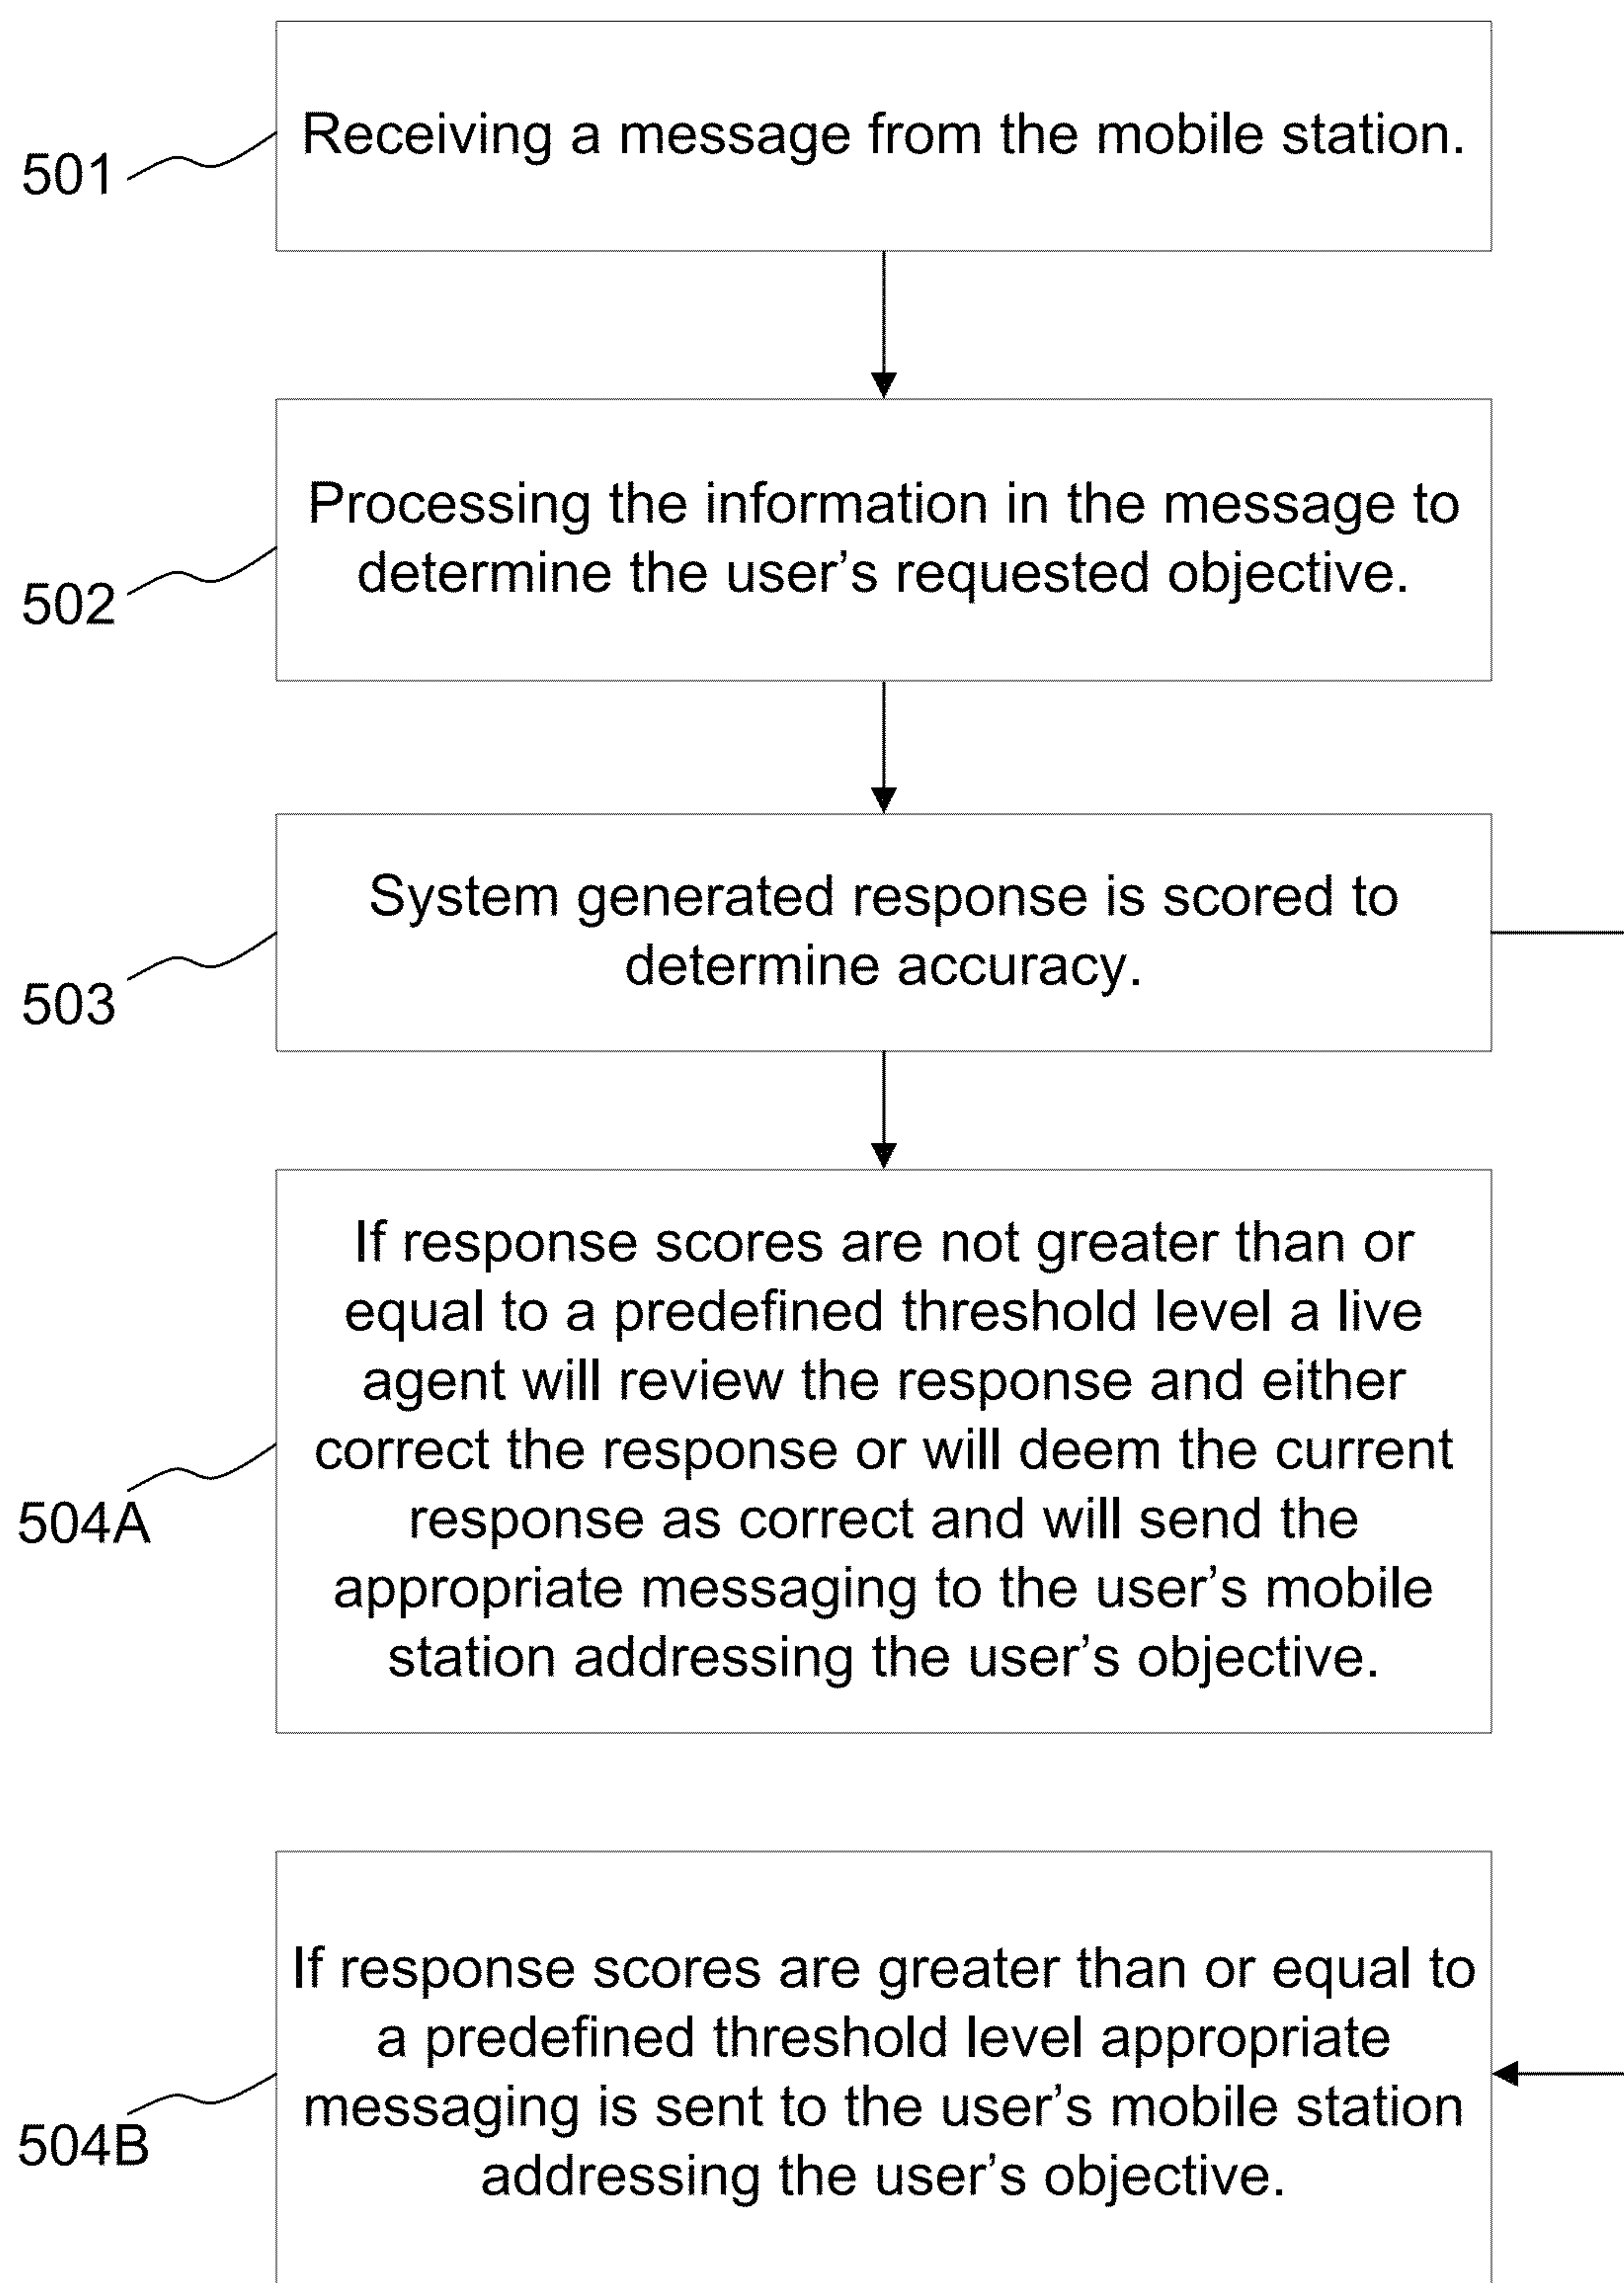 Receiving a message from the mobile station.
501
Processing the information in the message to
determine the user's requested objective.
502
System generated response is scored to
determine accuracy.
503
If response scores are not greater than or
equal to a predefined threshold level a live
agent will review the response and either
correct the response or will deem the current
response as correct and will send the
appropriate messaging to the user's mobile
station addressing the user's objective.
504A
If response scores are greater than or equal to
a predefined threshold level appropriate
messaging is sent to the user's mobile station
addressing the user's objective.
504B